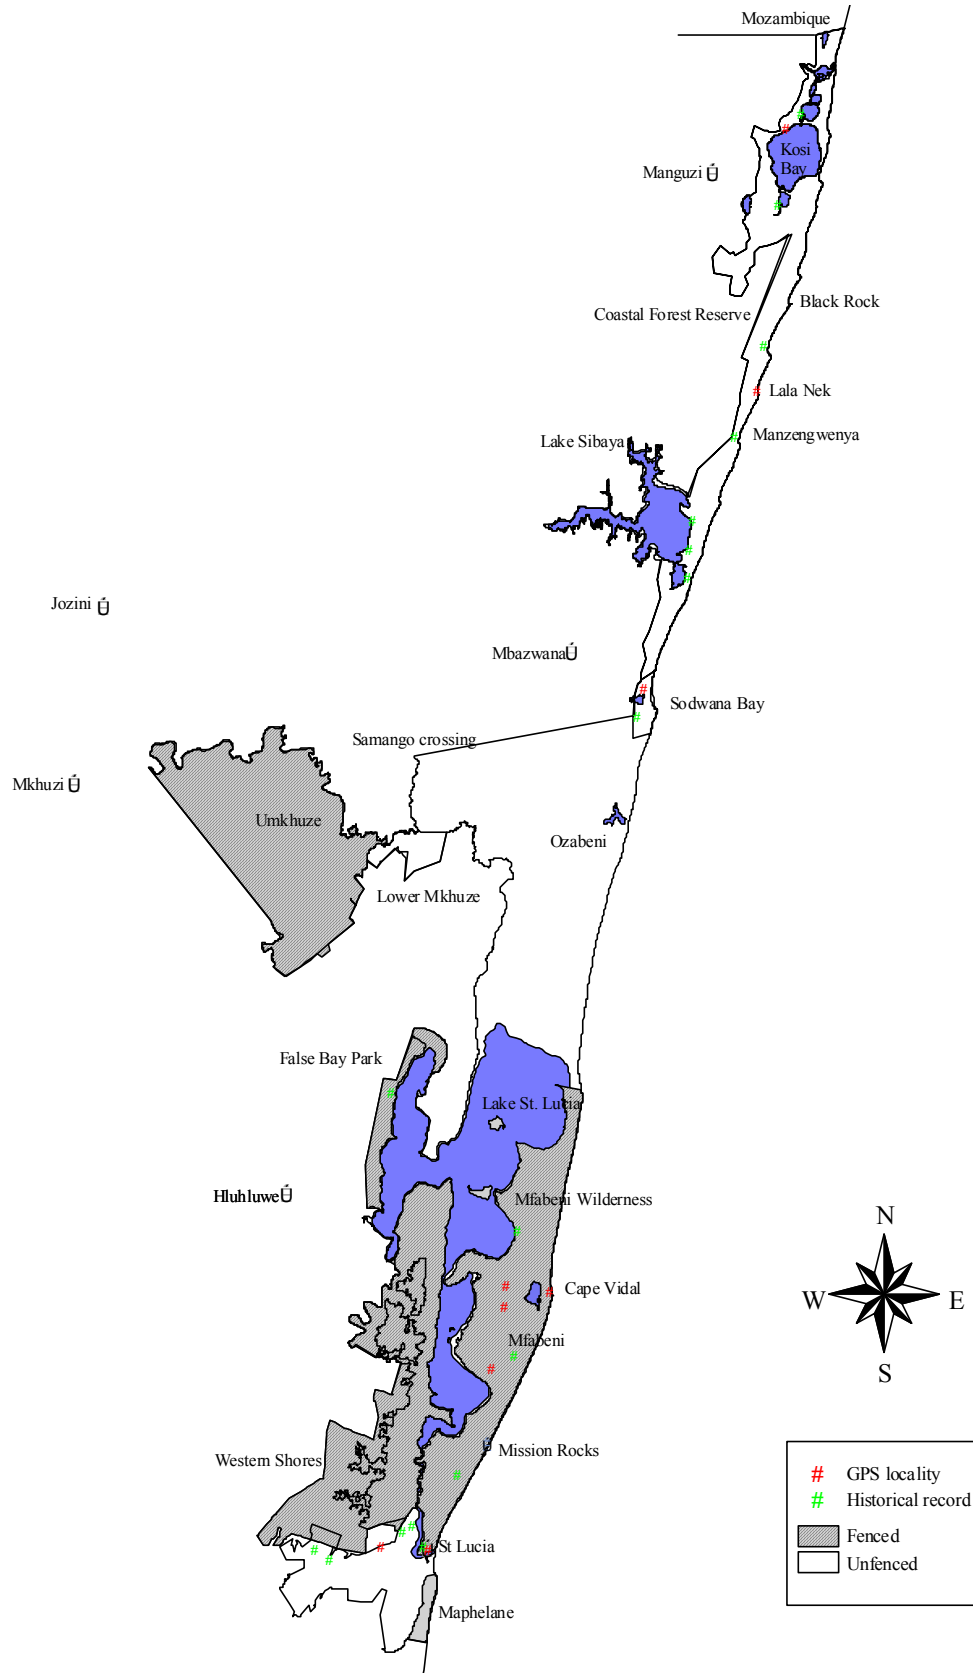 Mozambique
Kosi
Bay
Manguzi
Black Rock
Coastal Forest Reserve
Lala Nek
Manzengwenya
Lake Sibaya
Jozini
Mbazwana
Sodwana Bay
Samango crossing
Mkhuzi
Umkhuze
Ozabeni
Lower Mkhuze
False Bay Park
Lake St. Lucia
Hluhluwe
Mfabeni Wilderness
N
Cape Vidal
W
E
Mfabeni
S
Mission Rocks
Western Shores
# GPS locality
# Historical record
Fenced
St Lucia
Unfenced
Maphelane